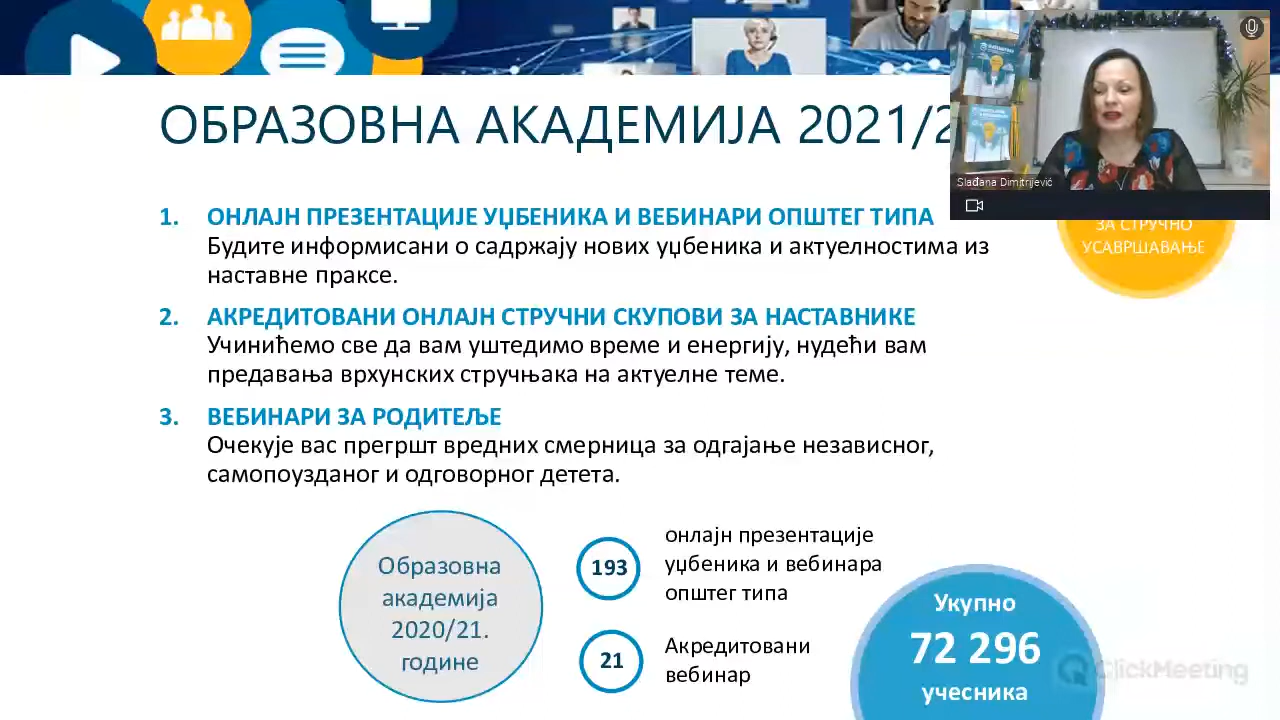 ОБРАЗОВНА АКАДЕМИЈА 2021/2
Slađana Dimitrijević
ЗА СТРУЧНО
УСАВРШАВАЊЕ
1. ОНЛАЈН ПРЕЗЕНТАЦИЈЕ УЏБЕНИКА И ВЕБИНАРИ ОПШТЕГ ТИПА
Будите информисани о садржају нових уџбеника и актуелностима из
наставне праксе.
2. АКРЕДИТОВАНИ ОНЛАЈН СТРУЧНИ СКУПОВИ ЗА НАСТАВНИКЕ
Учинићемо све да вам уштедимо време и енергију, нудећи вам
предавања врхунских стручњака на актуелне теме.
3. ВЕБИНАРИ ЗА РОДИТЕЉЕ
Очекује вас прегршт вредних смерница за одгајање независног,
самопоузданог и одговорног детета.
Образовна
академија
2020/21.
године
193
онлајн презентације
уџбеника и вебинара
општег типа
21
Акредитовани
вебинар
Укупно
72 296
учесника
ClickMeeting